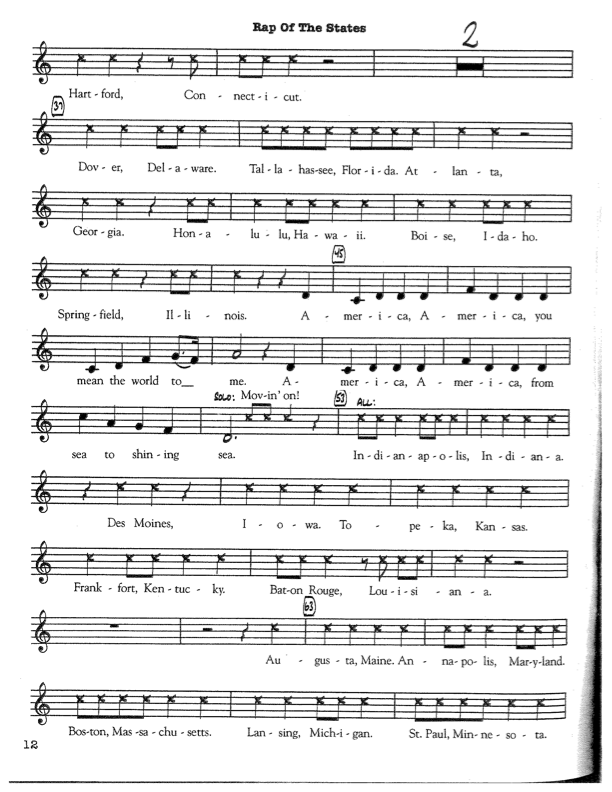 Rap Of The States
2
Hart - ford, Con - nect - i - cut.
37
Dov - er, Del - a - ware. Tal - la - has-see, Flor - i - da. At - lan - ta,
Geor - gia. Hon - a - lu - lu, Ha - wa - ii. Boi - se, I - da - ho.
45
Spring - field, Il - li - nois. A - mer - i - ca, A - mer - i - ca, you
mean the world to__ me. A - mer - i - ca, A - mer - i - ca, from
SOLO: Mov-in' on! 53 ALL:
sea to shin - ing sea. In - di - an - ap - o - lis, In - di - an - a.
Des Moines, I - o - wa. To - pe - ka, Kan - sas.
Frank - fort, Ken - tuc - ky. Bat-on Rouge, Lou - i - si - an - a.
63
Au - gus - ta, Maine. An - na - po - lis, Mar-y-land.
Bos-ton, Mas - sa - chu - setts. Lan - sing, Mich - i - gan. St. Paul, Min - ne - so - ta.
12